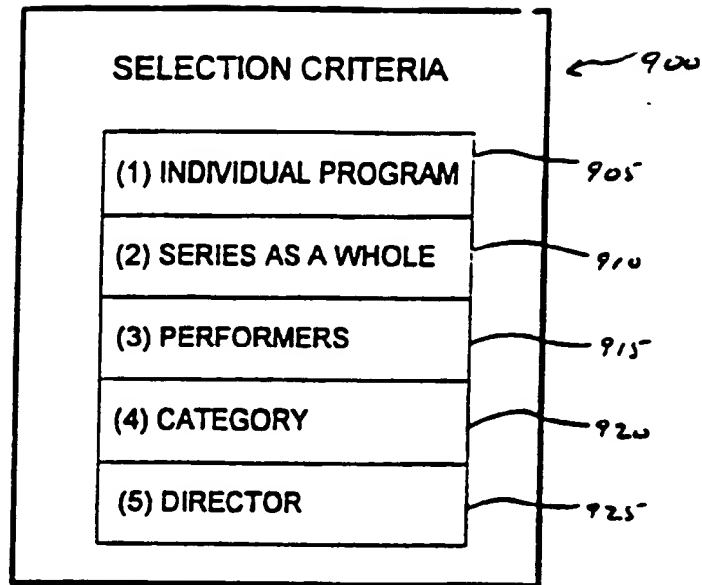 SELECTION CRITERIA
900
(1) INDIVIDUAL PROGRAM
905
(2) SERIES AS A WHOLE
910
(3) PERFORMERS
915
(4) CATEGORY
920
(5) DIRECTOR
925